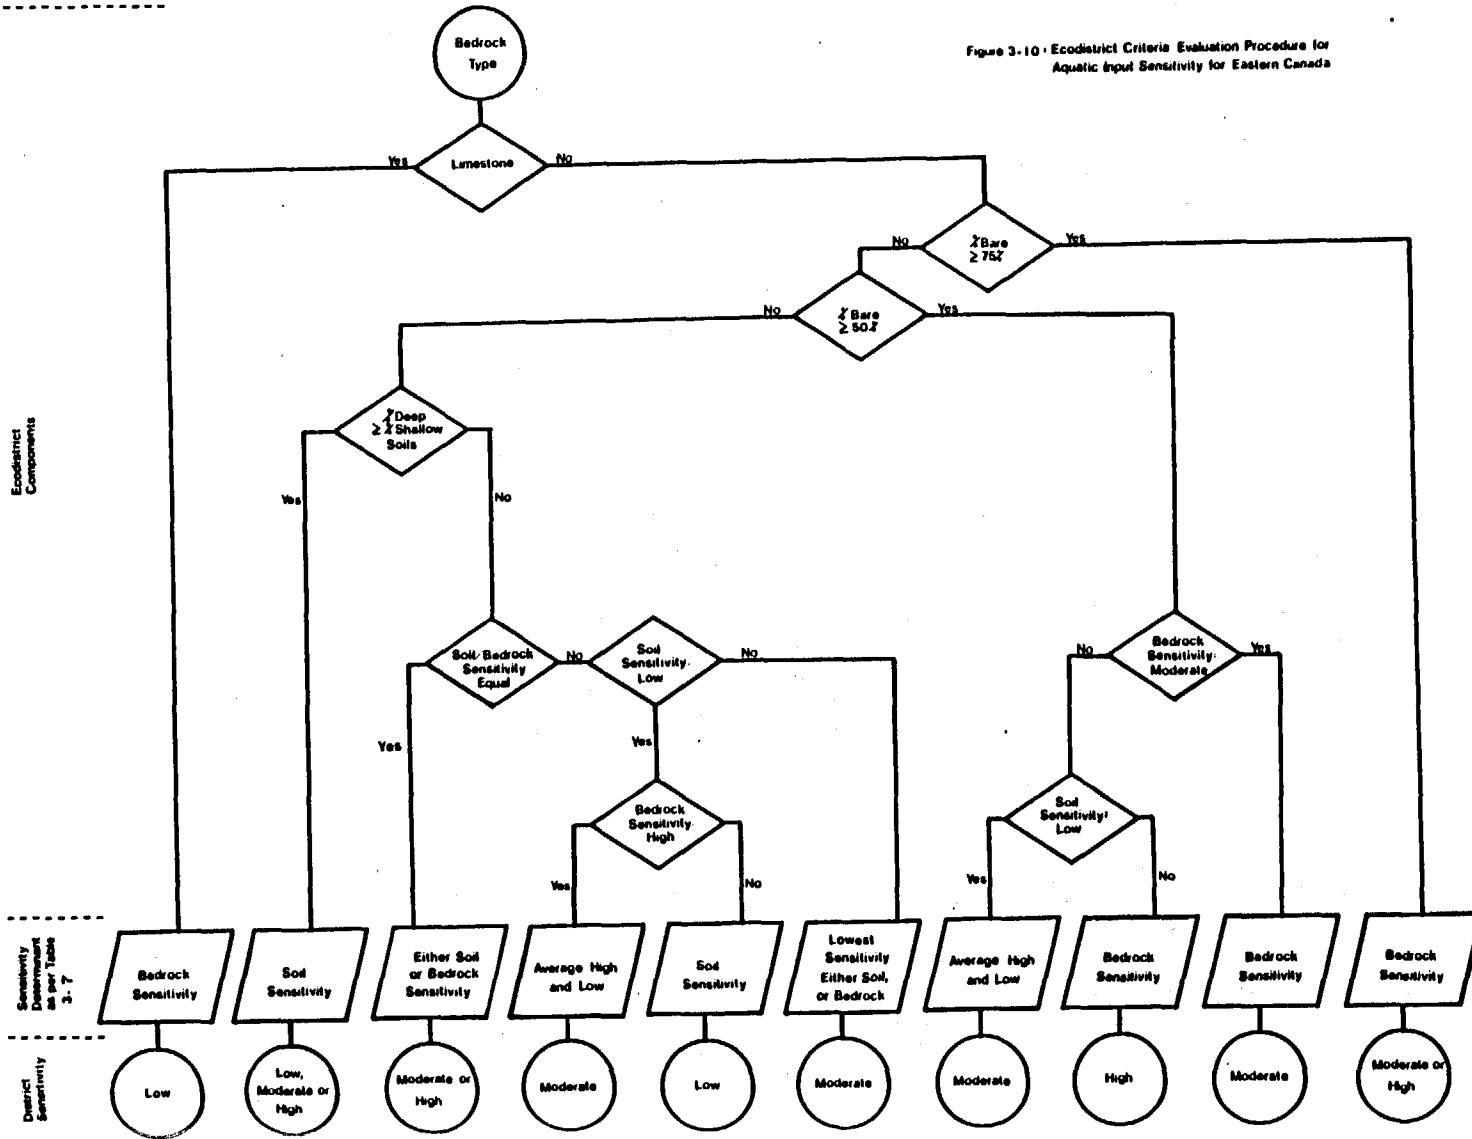 Figure 3-10: Ecodistrict Criteria Evaluation Procedure for
Aquatic Input Sensitivity for Eastern Canada
Bedrock
Type
Yes
Limestone
No
No
% Bare
≥ 75%
Yes
No
% Bare
≥ 50%
Yes
Ecodistrict
Components
% Deep
≥ % Shallow
Soils
Yes
No
Soil/Bedrock
Sensitivity
Equal
No
Soil
Sensitivity:
Low
No
No
Bedrock
Sensitivity:
Moderate
Yes
Yes
Yes
Bedrock
Sensitivity:
High
Yes
No
Soil
Sensitivity:
Low
Yes
No
Sensitivity
Determinant
as per Table
3-7
Bedrock
Sensitivity
Soil
Sensitivity
Either Soil
or Bedrock
Sensitivity
Average High
and Low
Soil
Sensitivity
Lowest
Sensitivity
Either Soil,
or Bedrock
Average High
and Low
Bedrock
Sensitivity
Bedrock
Sensitivity
Bedrock
Sensitivity
District
Sensitivity
Low
Low,
Moderate or
High
Moderate or
High
Moderate
Low
Moderate
Moderate
High
Moderate
Moderate or
High